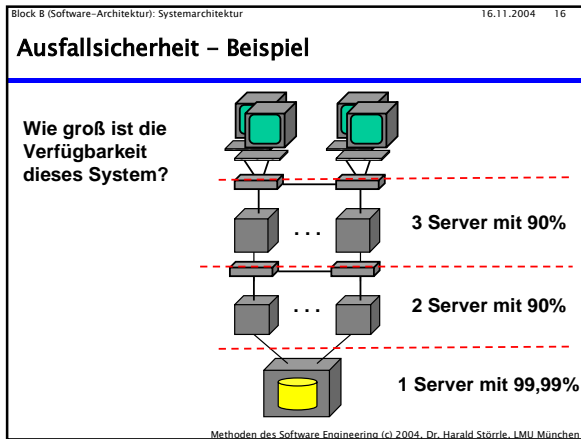 Block B (Software-Architektur): Systemarchitektur 16.11.2004 16
Ausfallsicherheit – Beispiel
Wie groß ist die
Verfügbarkeit
dieses System?
. . .
3 Server mit 90%
. . .
2 Server mit 90%
1 Server mit 99,99%
Methoden des Software Engineering (c) 2004, Dr. Harald Störrle, LMU München